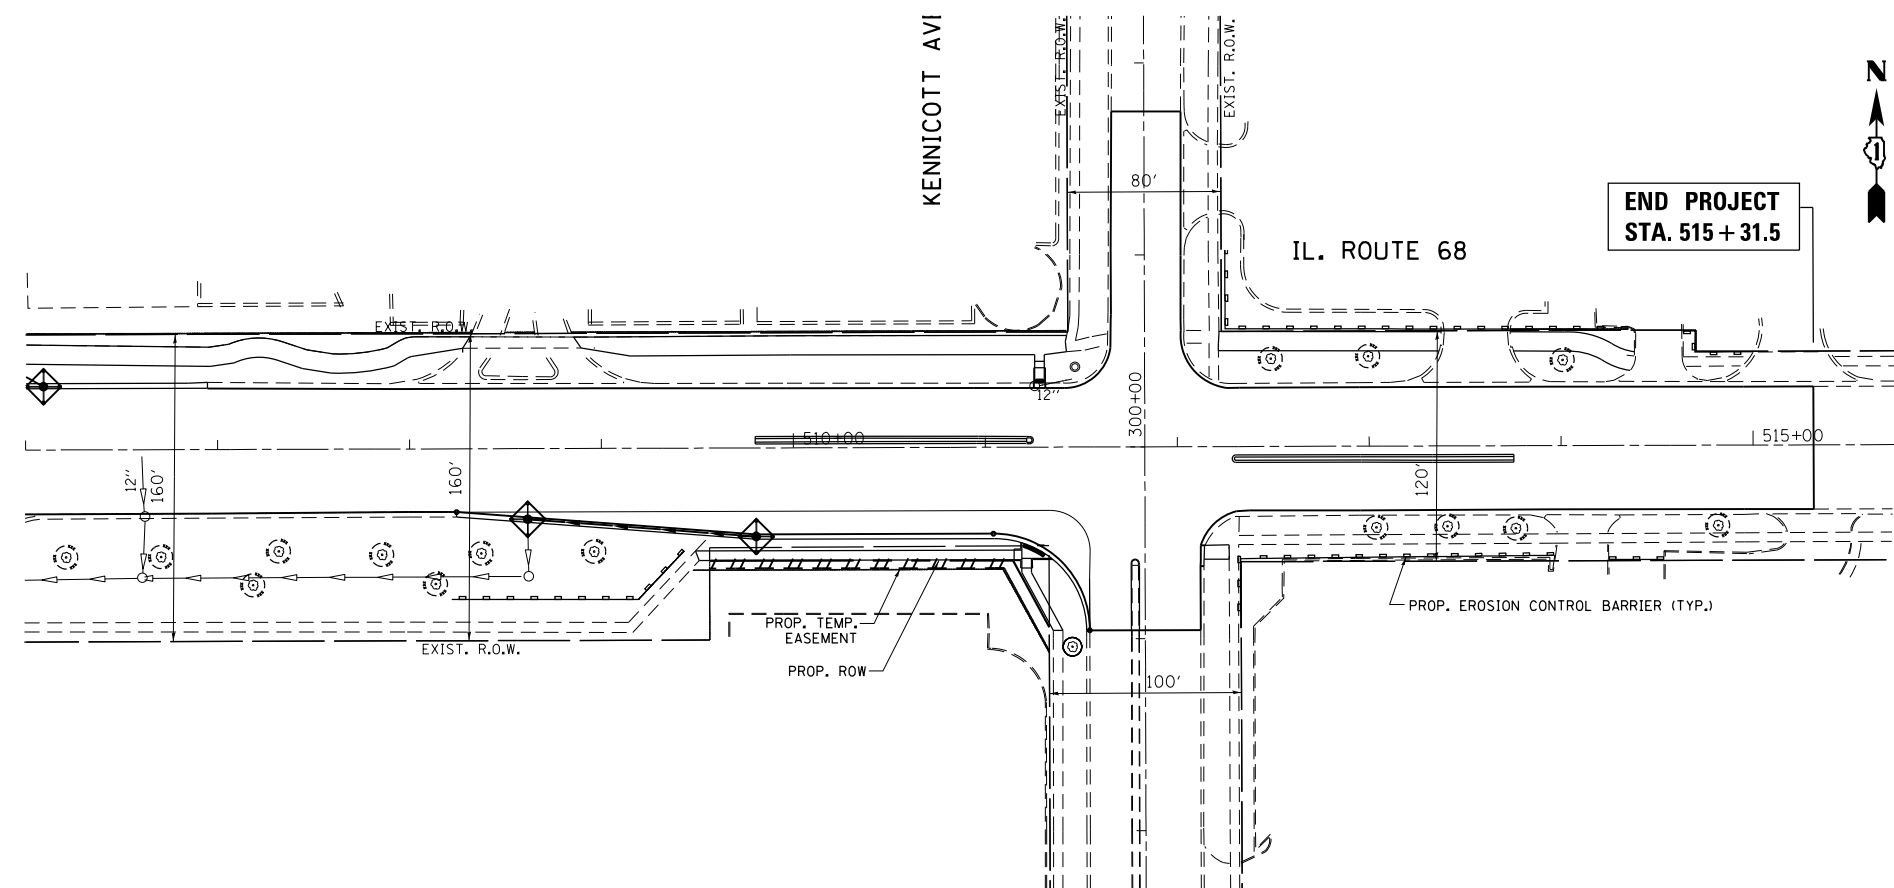 KENNICOTT AVE
EXIST. R.O.W.
EXIST. R.O.W.
N
1
80'
END PROJECT
STA. 515+31.5
IL. ROUTE 68
EXIST. R.O.W.
12"
300+00
510+00
515+00
12"
160'
160'
120'
PROP. EROSION CONTROL BARRIER (TYP.)
PROP. TEMP.
EASEMENT
EXIST. R.O.W.
PROP. ROW
100'